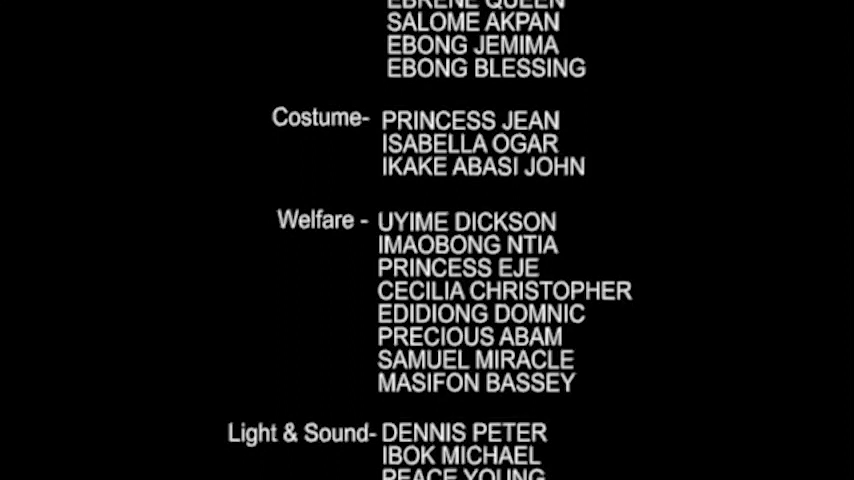 EBRENE QUEEN
SALOME AKPAN
EBONG JEMIMA
EBONG BLESSING
Costume- PRINCESS JEAN
ISABELLA OGAR
IKAKE ABASI JOHN
Welfare - UYIME DICKSON
IMAOBONG NTIA
PRINCESS EJE
CECILIA CHRISTOPHER
EDIDIONG DOMNIC
PRECIOUS ABAM
SAMUEL MIRACLE
MASIFON BASSEY
Light & Sound- DENNIS PETER
IBOK MICHAEL
PEACE YOUNG